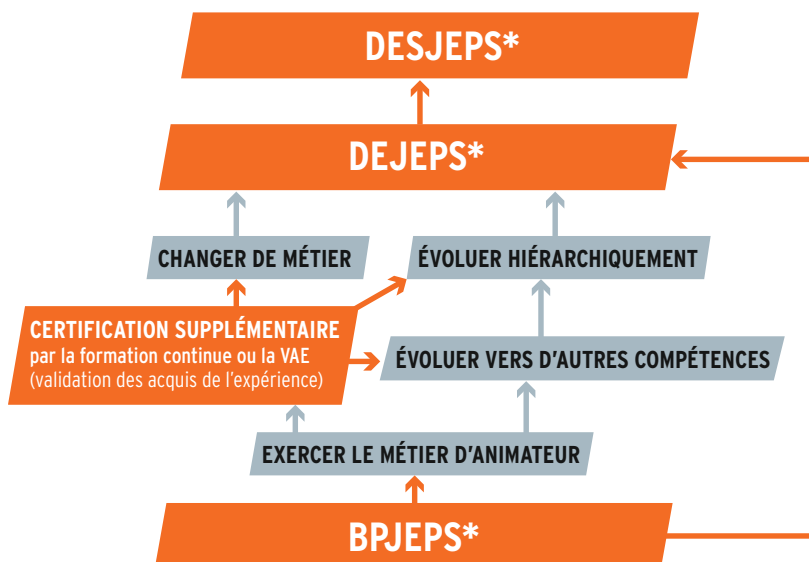 DESJEPS*
DEJEPS*
CHANGER DE MÉTIER
ÉVOLUER HIÉRARCHIQUEMENT
CERTIFICATION SUPPLÉMENTAIRE
par la formation continue ou la VAE
(validation des acquis de l'expérience)
ÉVOLUER VERS D'AUTRES COMPÉTENCES
EXERCER LE MÉTIER D'ANIMATEUR
BPJEPS*